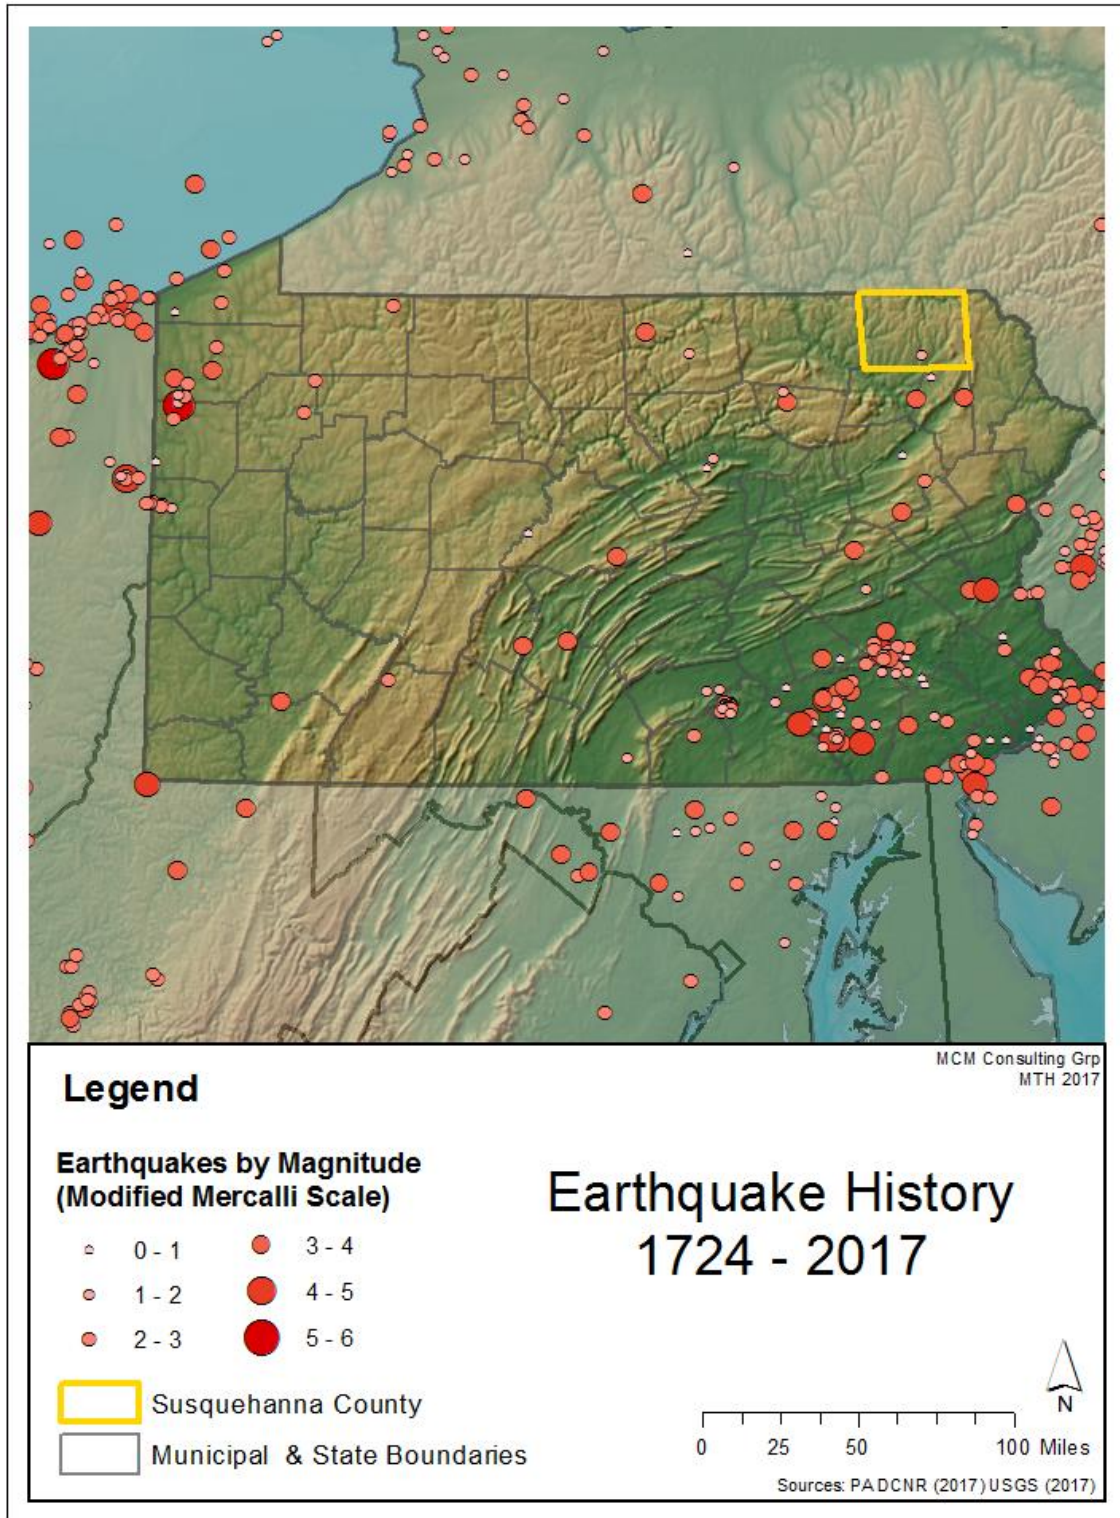 MCM Consulting Grp
MTH 2017
Legend
Earthquakes by Magnitude
(Modified Mercalli Scale)
0 - 1
1 - 2
2 - 3
3 - 4
4 - 5
5 - 6
Earthquake History
1724 - 2017
Susquehanna County
Municipal & State Boundaries
N
0 25 50 100 Miles
Sources: PADCNR (2017) USGS (2017)